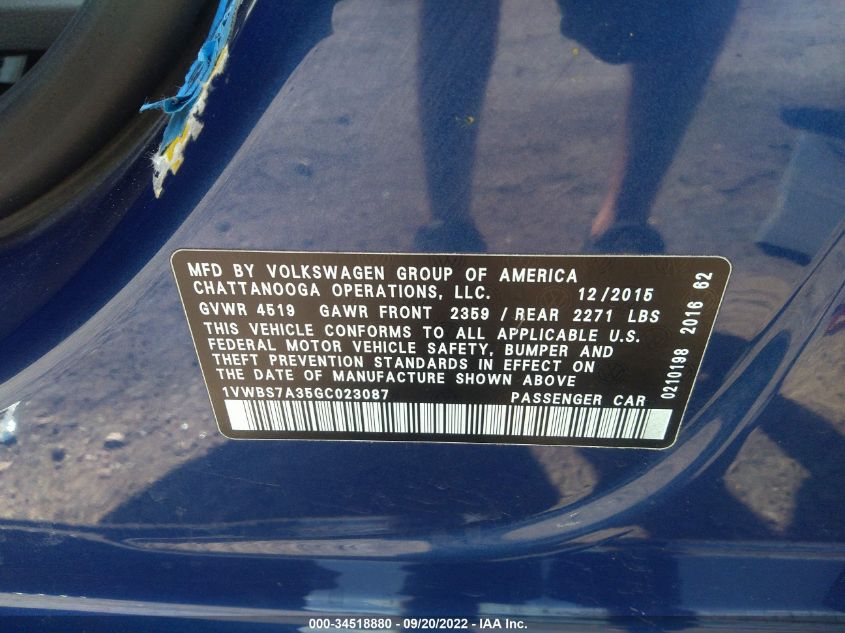 MFD BY VOLKSWAGEN GROUP OF AMERICA
CHATTANOOGA OPERATIONS, LLC. 12/2015
GVWR 4519 GAWR FRONT 2359 / REAR 2271 LBS
THIS VEHICLE CONFORMS TO ALL APPLICABLE U.S.
FEDERAL MOTOR VEHICLE SAFETY, BUMPER AND
THEFT PREVENTION STANDARDS IN EFFECT ON
THE DATE OF MANUFACTURE SHOWN ABOVE
1VWBS7A35GC023087 PASSENGER CAR
0210198 2016 62
000-34518880 - 09/20/2022 - IAA Inc.